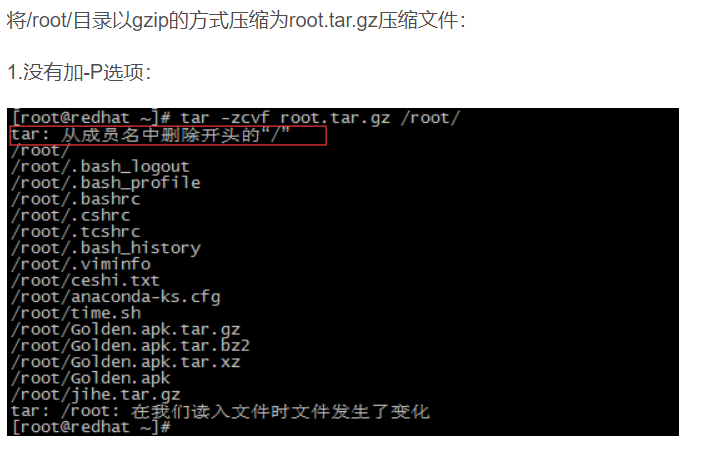 将/root/目录以gzip的方式压缩为root.tar.gz压缩文件：
1.没有加-P选项：
[root@redhat ~]# tar -zcvf root.tar.gz /root/
tar: 从成员名中删除开头的“/”
/root/
/root/.bash_logout
/root/.bash_profile
/root/.bashrc
/root/.cshrc
/root/.tcshrc
/root/.bash_history
/root/.viminfo
/root/ceshi.txt
/root/anaconda-ks.cfg
/root/time.sh
/root/Golden.apk.tar.gz
/root/Golden.apk.tar.bz2
/root/Golden.apk.tar.xz
/root/Golden.apk
/root/jihe.tar.gz
tar: /root: 在我们读入文件时文件发生了变化
[root@redhat ~]#